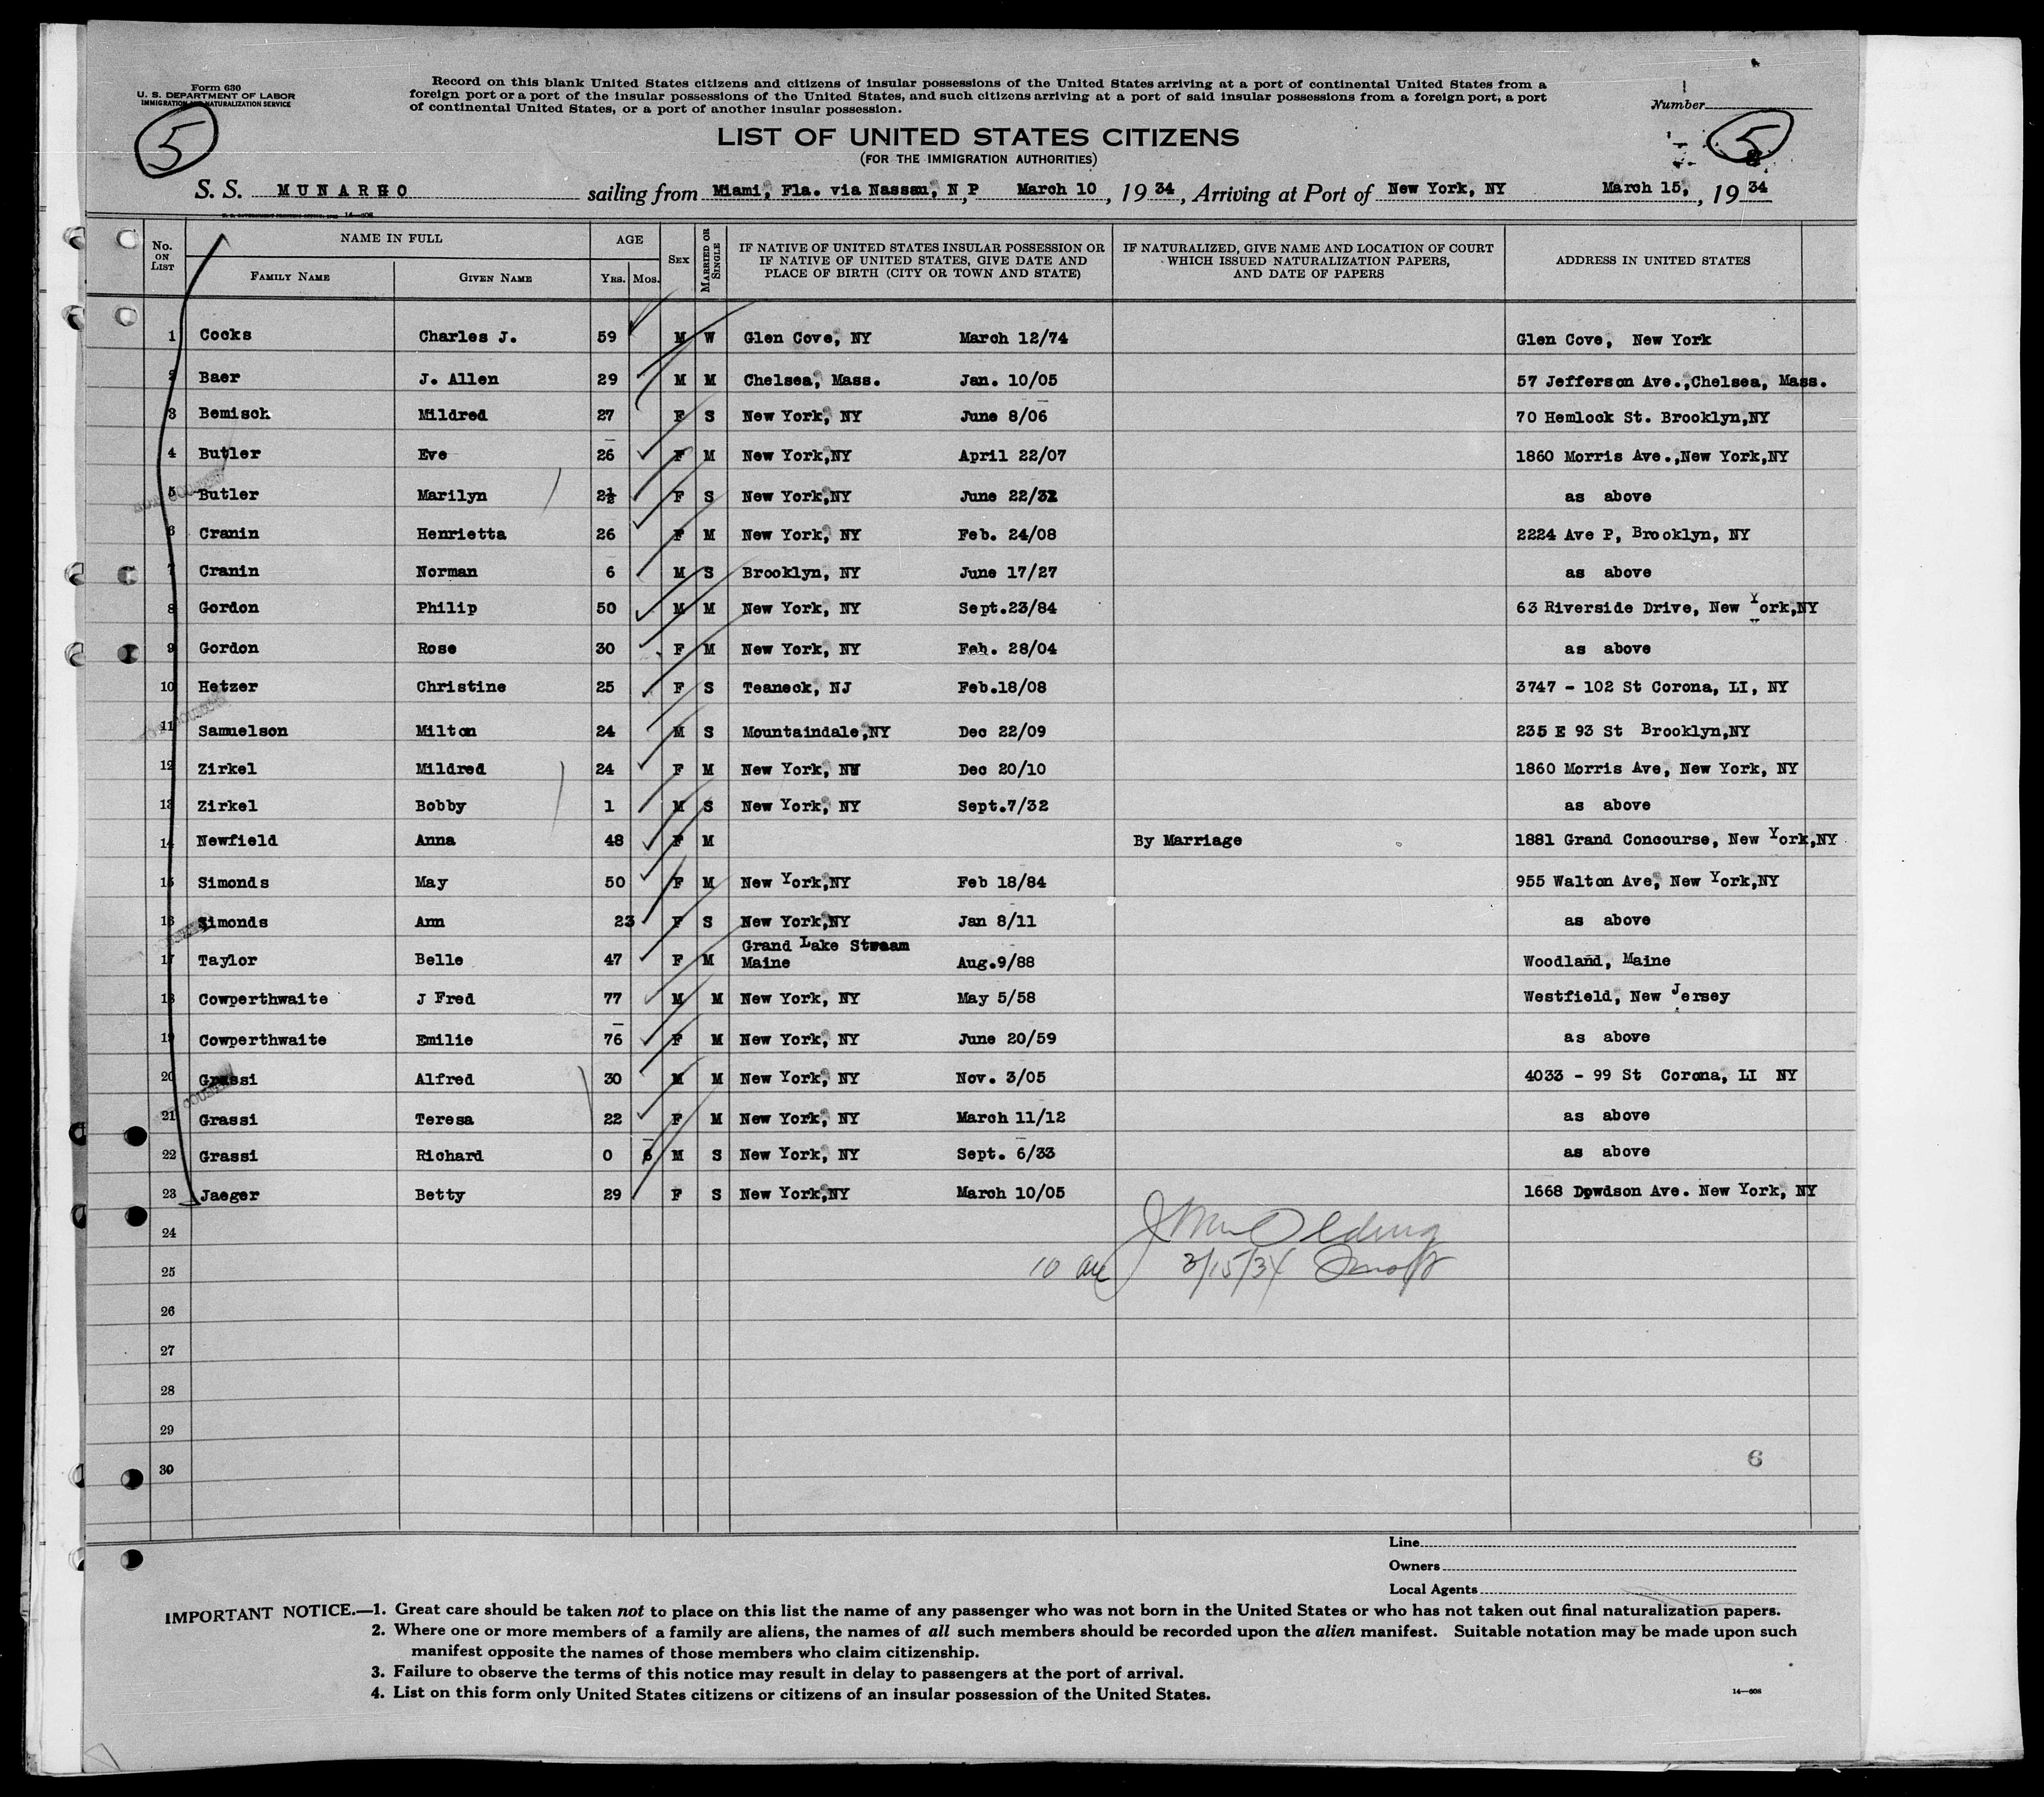 Form 630
U. S. DEPARTMENT OF LABOR
IMMIGRATION AND NATURALIZATION SERVICE
Record on this blank United States citizens and citizens of insular possessions of the United States arriving at a port of continental United States from a
foreign port or a port of the insular possessions of the United States, and such citizens arriving at a port of said insular possessions from a foreign port, a port
of continental United States, or a port of another insular possession.
Number
5
5
LIST OF UNITED STATES CITIZENS
(FOR THE IMMIGRATION AUTHORITIES)
S. S. MUNARGO sailing from Miami, Fla. via Nassau, N P, March 10, 1934, Arriving at Port of New York, NY March 15, 1934
14—608
No. ON LIST NAME IN FULL FAMILY NAME GIVEN NAME AGE YRS. MOS. SEX MARRIED OR SINGLE IF NATIVE OF UNITED STATES INSULAR POSSESSION OR IF NATIVE OF UNITED STATES, GIVE DATE AND PLACE OF BIRTH (CITY OR TOWN AND STATE) IF NATURALIZED, GIVE NAME AND LOCATION OF COURT WHICH ISSUED NATURALIZATION PAPERS, AND DATE OF PAPERS ADDRESS IN UNITED STATES
1 Cocks Charles J. 59 M W Glen Cove, NY March 12/74 Glen Cove, New York
2 Baer J. Allen 29 M M Chelsea, Mass. Jan. 10/05 57 Jefferson Ave.,Chelsea, Mass.
3 Bemisch Mildred 27 F S New York, NY June 8/06 70 Hemlock St. Brooklyn,NY
4 Butler Eve 26 F M New York,NY April 22/07 1860 Morris Ave.,New York,NY
5 Butler Marilyn 2½ F S New York,NY June 22/31 as above
6 Cranin Henrietta 26 F M New York, NY Feb. 24/08 2224 Ave P, Brooklyn, NY
7 Cranin Norman 6 M S Brooklyn, NY June 17/27 as above
8 Gordon Philip 50 M M New York, NY Sept.23/84 63 Riverside Drive, New York,NY
9 Gordon Rose 30 F M New York, NY Feb. 28/04 as above
10 Hetzer Christine 25 F S Teaneck, NJ Feb.18/08 3747 - 102 St Corona, LI, NY
11 Samuelson Milton 24 M S Mountaindale,NY Dec 22/09 235 E 93 St Brooklyn,NY
12 Zirkel Mildred 24 F M New York, NY Dec 20/10 1860 Morris Ave, New York, NY
13 Zirkel Bobby 1 M S New York, NY Sept.7/32 as above
14 Newfield Anna 48 F M By Marriage 1881 Grand Concourse, New York,NY
15 Simonds May 50 F M New York,NY Feb 18/84 955 Walton Ave, New York,NY
16 Simonds Ann 23 F S New York,NY Jan 8/11 as above
17 Taylor Belle 47 F M Grand Lake Stream Maine Aug.9/88 Woodland, Maine
18 Cowperthwaite J Fred 77 M M New York, NY May 5/58 Westfield, New Jersey
19 Cowperthwaite Emilie 76 F M New York, NY June 20/59 as above
20 Grassi Alfred 30 M M New York, NY Nov. 3/05 4033 - 99 St Corona, LI NY
21 Grassi Teresa 22 F M New York, NY March 11/12 as above
22 Grassi Richard 0 6 M S New York, NY Sept. 6/33 as above
23 Jaeger Betty 29 F S New York,NY March 10/05 1668 Dowdson Ave. New York, NY
24
25 10 3/15/34
26
27
28
29
30
6
Line
Owners
Local Agents
IMPORTANT NOTICE.—1. Great care should be taken not to place on this list the name of any passenger who was not born in the United States or who has not taken out final naturalization papers.
2. Where one or more members of a family are aliens, the names of all such members should be recorded upon the alien manifest. Suitable notation may be made upon such
manifest opposite the names of those members who claim citizenship.
3. Failure to observe the terms of this notice may result in delay to passengers at the port of arrival.
4. List on this form only United States citizens or citizens of an insular possession of the United States.
14—608